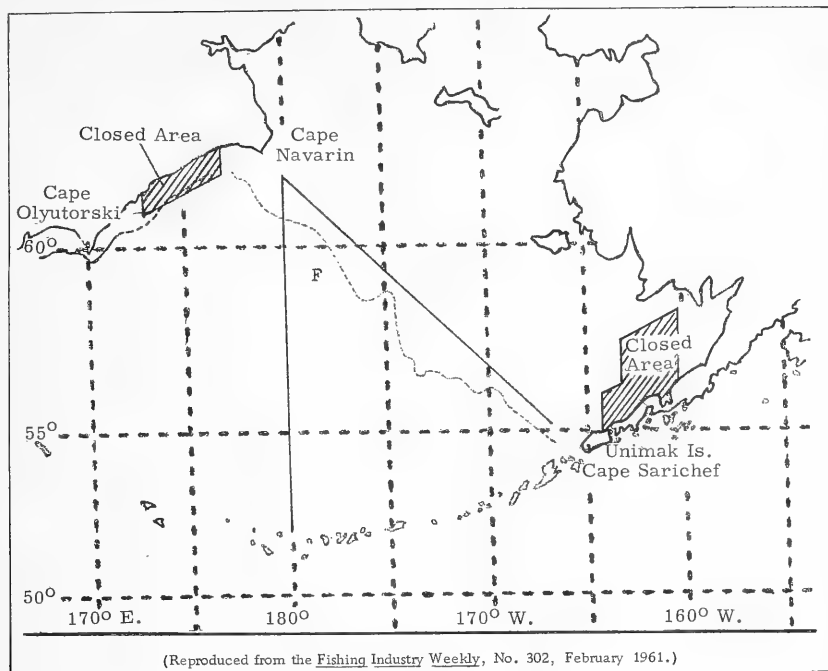 Closed Area
Cape
Navarin
Cape
Olyutorski
60°
F
Closed
Area
55°
Unimak Is.
Cape Sarichef
50°
170° E.
180°
170° W.
160° W.
(Reproduced from the Fishing Industry Weekly, No. 302, February 1961.)